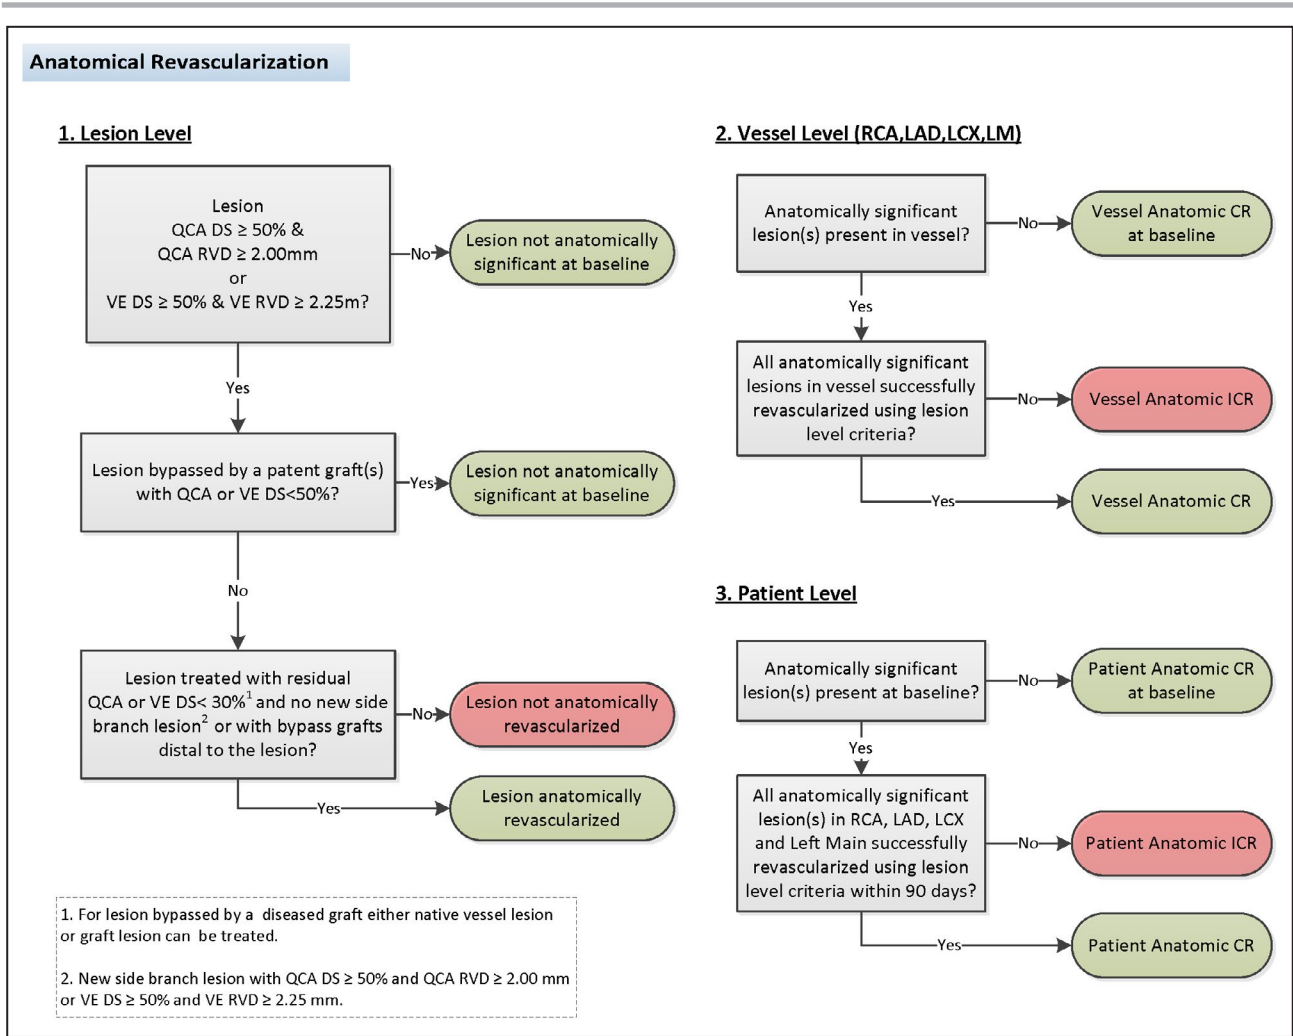 Anatomical Revascularization
1. Lesion Level
Lesion
QCA DS ≥ 50% &
QCA RVD ≥ 2.00mm
or
VE DS ≥ 50% & VE RVD ≥ 2.25m?
No
Lesion not anatomically
significant at baseline
Yes
Lesion bypassed by a patent graft(s)
with QCA or VE DS<50%?
Yes
Lesion not anatomically
significant at baseline
No
Lesion treated with residual
QCA or VE DS< 30%¹ and no new side
branch lesion² or with bypass grafts
distal to the lesion?
No
Lesion not anatomically
revascularized
Yes
Lesion anatomically
revascularized
1. For lesion bypassed by a diseased graft either native vessel lesion
or graft lesion can be treated.
2. New side branch lesion with QCA DS ≥ 50% and QCA RVD ≥ 2.00 mm
or VE DS ≥ 50% and VE RVD ≥ 2.25 mm.
2. Vessel Level (RCA,LAD,LCX,LM)
Anatomically significant
lesion(s) present in vessel?
No
Vessel Anatomic CR
at baseline
Yes
All anatomically significant
lesions in vessel successfully
revascularized using lesion
level criteria?
No
Vessel Anatomic ICR
Yes
Vessel Anatomic CR
3. Patient Level
Anatomically significant
lesion(s) present at baseline?
No
Patient Anatomic CR
at baseline
Yes
All anatomically significant
lesion(s) in RCA, LAD, LCX
and Left Main successfully
revascularized using lesion
level criteria within 90 days?
No
Patient Anatomic ICR
Yes
Patient Anatomic CR